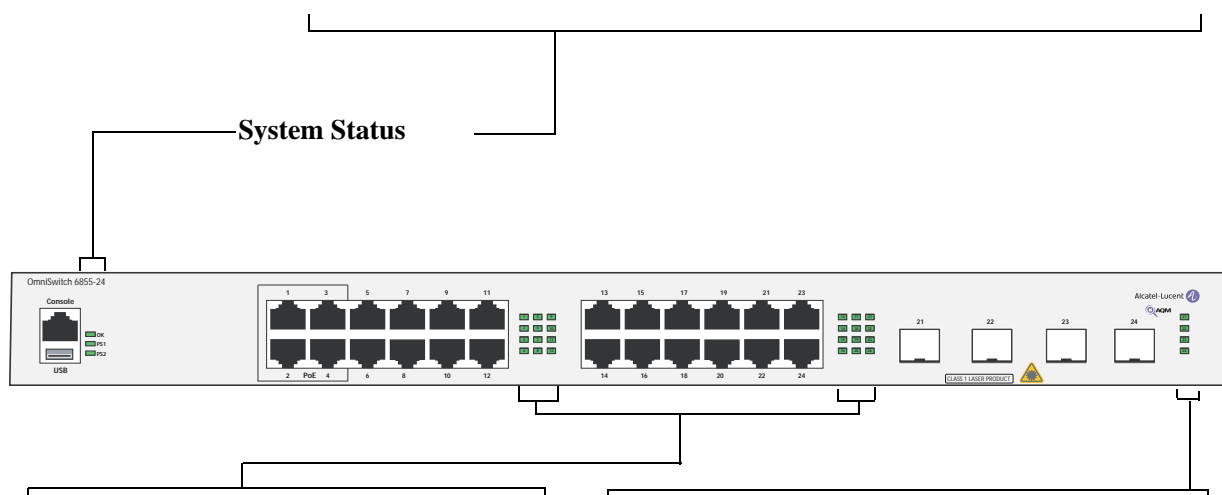 System Status
OmniSwitch 6855-24
Console
OK
PS1
PS2
USB
1 3 5 7 9 11
2 PoE 4 6 8 10 12
13 15 17 19 21 23
14 16 18 20 22 24
21 22 23 24
CLASS 1 LASER PRODUCT
Alcatel-Lucent
AQM